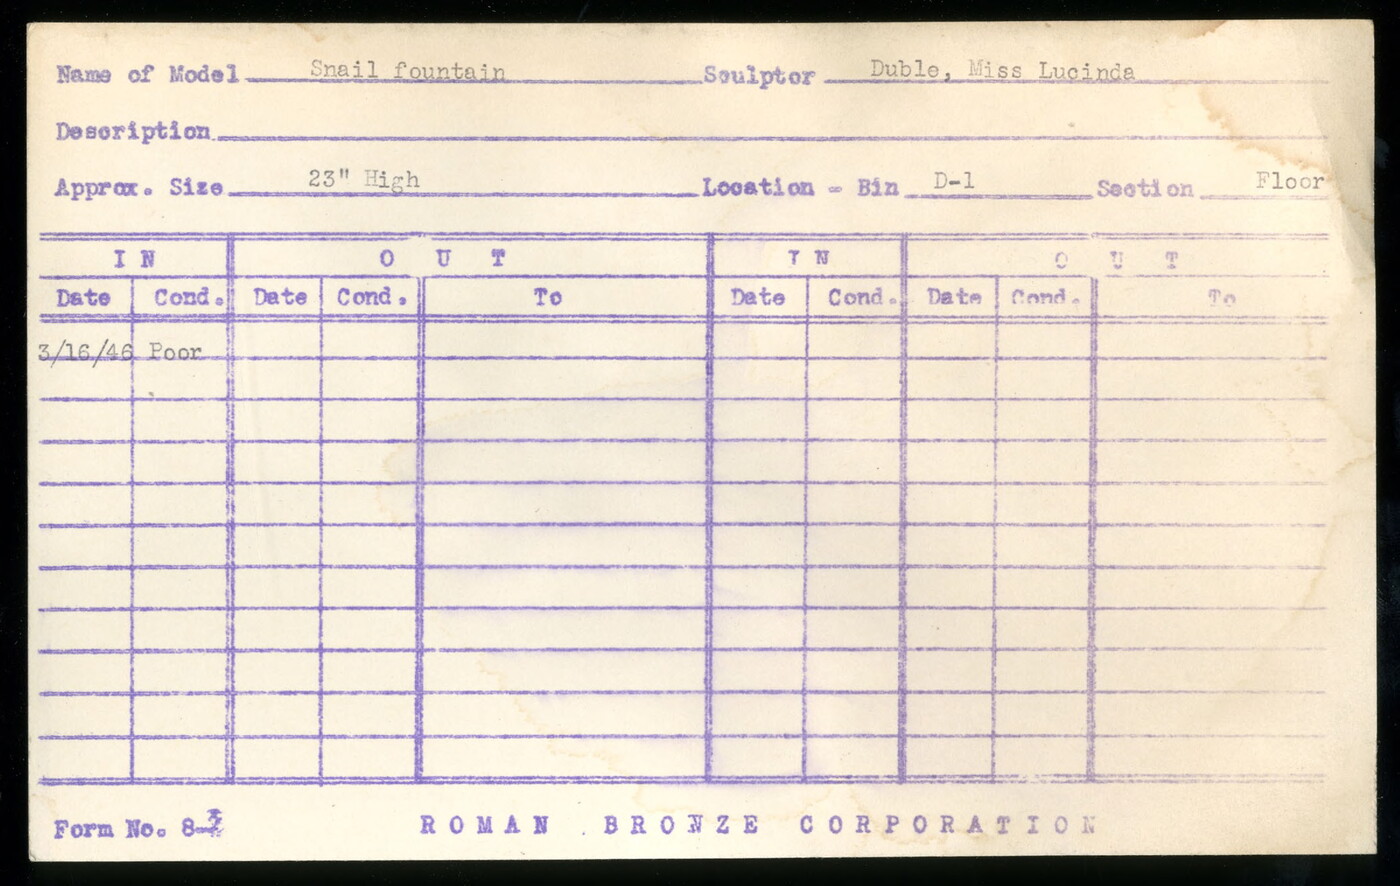 Name of Model Snail fountain Sculptor Duble, Miss Lucinda
Description
Approx. Size 23" High Location - Bin D-1 Section Floor
IN OUT IN OUT
Date Cond. Date Cond. To Date Cond. Date Cond. To
3/16/46 Poor
Form No. 8- ROMAN BRONZE CORPORATION